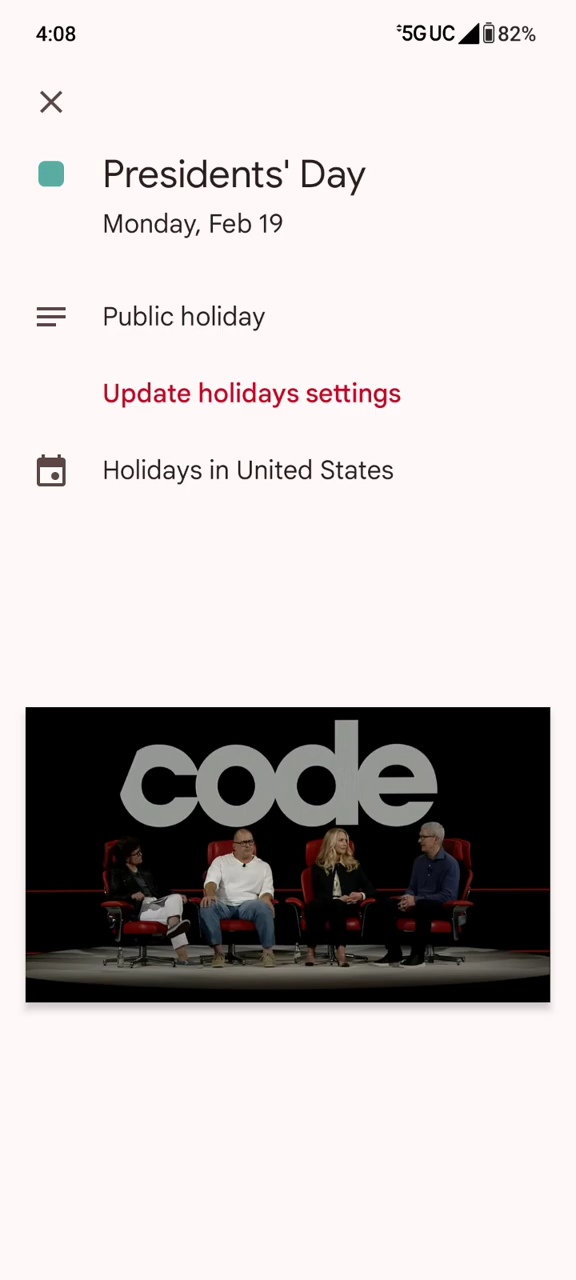 4:08
5G UC
82%
Presidents' Day
Monday, Feb 19
Public holiday
Update holidays settings
Holidays in United States
code